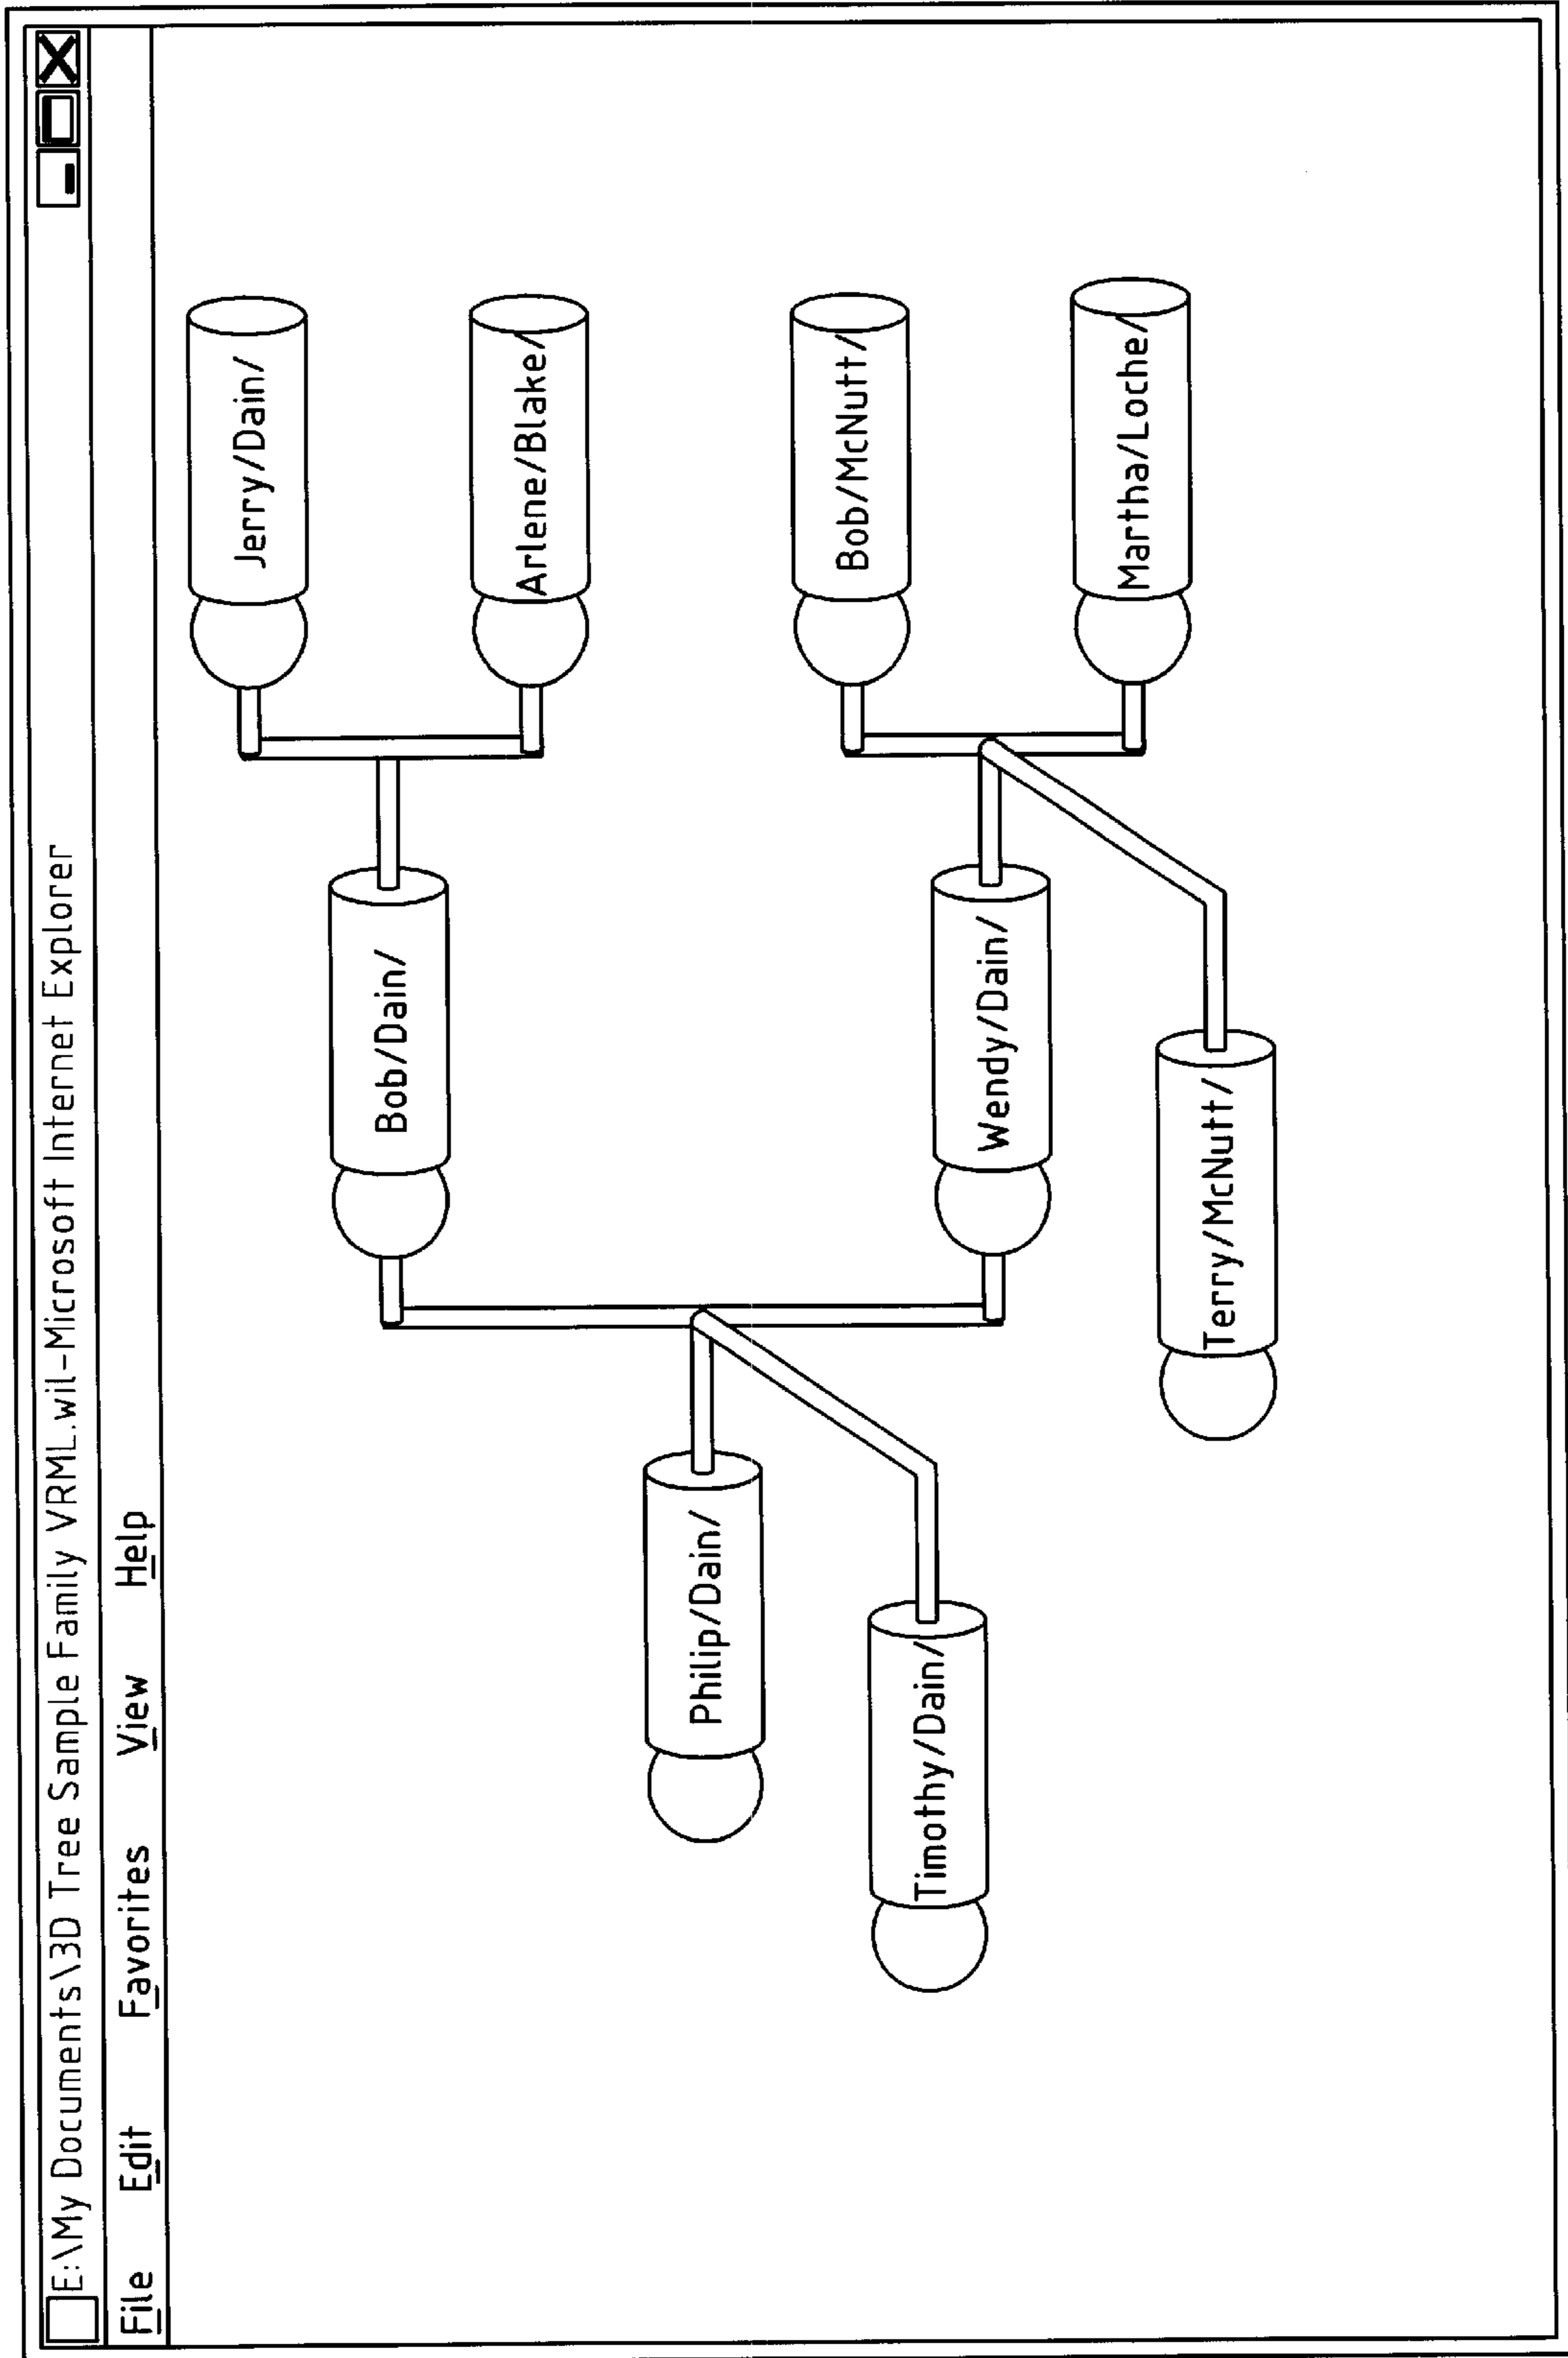 E:\My Documents\3D Tree Sample Family VRML.wil-Microsoft Internet Explorer
File Edit Favorites View Help
Jerry/Dain/
Bob/Dain/
Arlene/Blake/
Philip/Dain/
Bob/McNutt/
Timothy/Dain/
Wendy/Dain/
Martha/Loche/
Terry/McNutt/